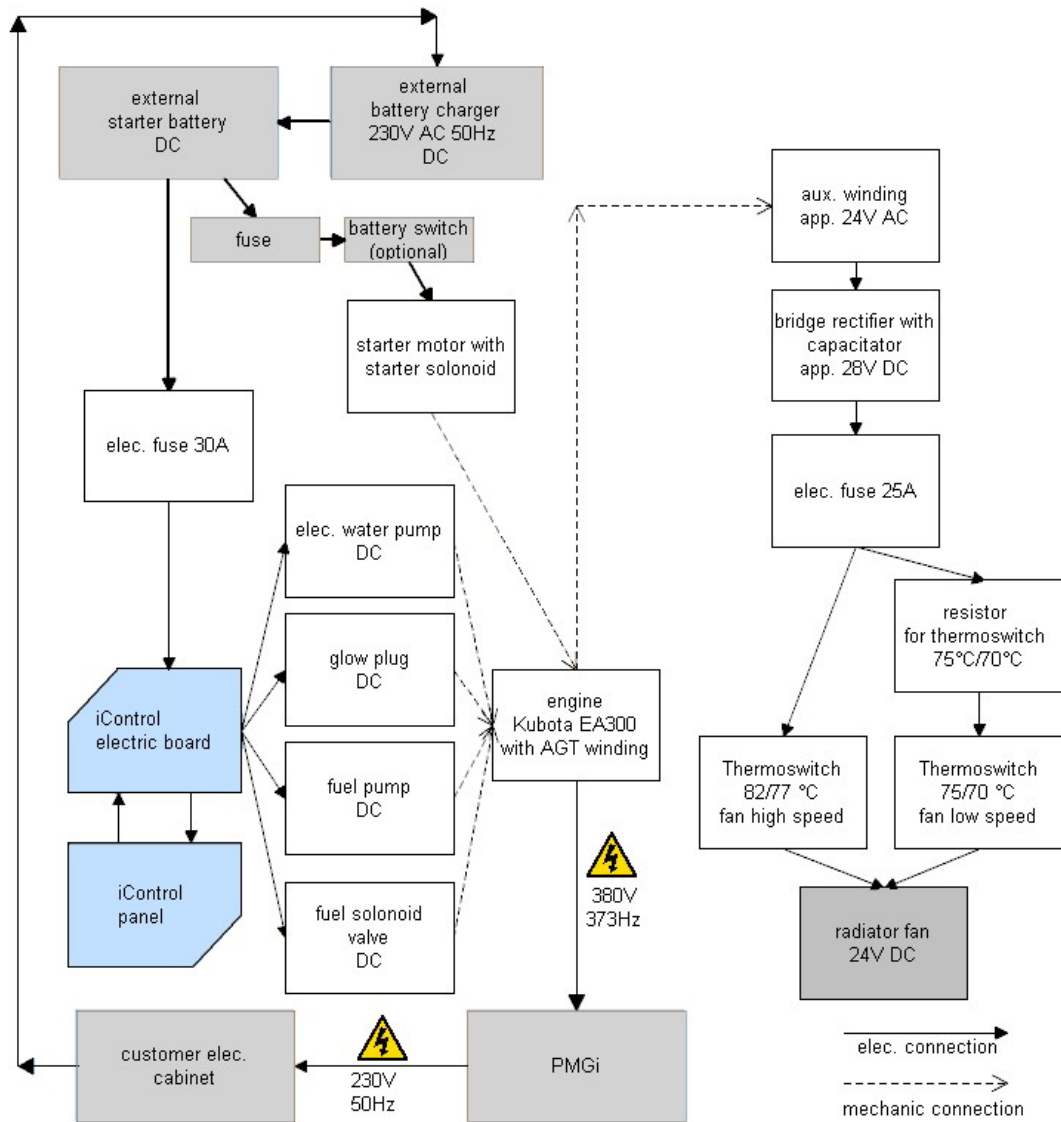 external
starter battery
DC
external
battery charger
230V AC 50Hz
DC
fuse
battery switch
(optional)
starter motor with
starter solonoid
elec. fuse 30A
aux. winding
app. 24V AC
bridge rectifier with
capacitator
app. 28V DC
elec. fuse 25A
elec. water pump
DC
glow plug
DC
fuel pump
DC
fuel solonoid
valve
DC
iControl
electric board
iControl
panel
engine
Kubota EA300
with AGT winding
resistor
for thermoswitch
75°C/70°C
Thermoswitch
82/77 °C
fan high speed
Thermoswitch
75/70 °C
fan low speed
380V
373Hz
radiator fan
24V DC
customer elec.
cabinet
230V
50Hz
PMGi
elec. connection
mechanic connection